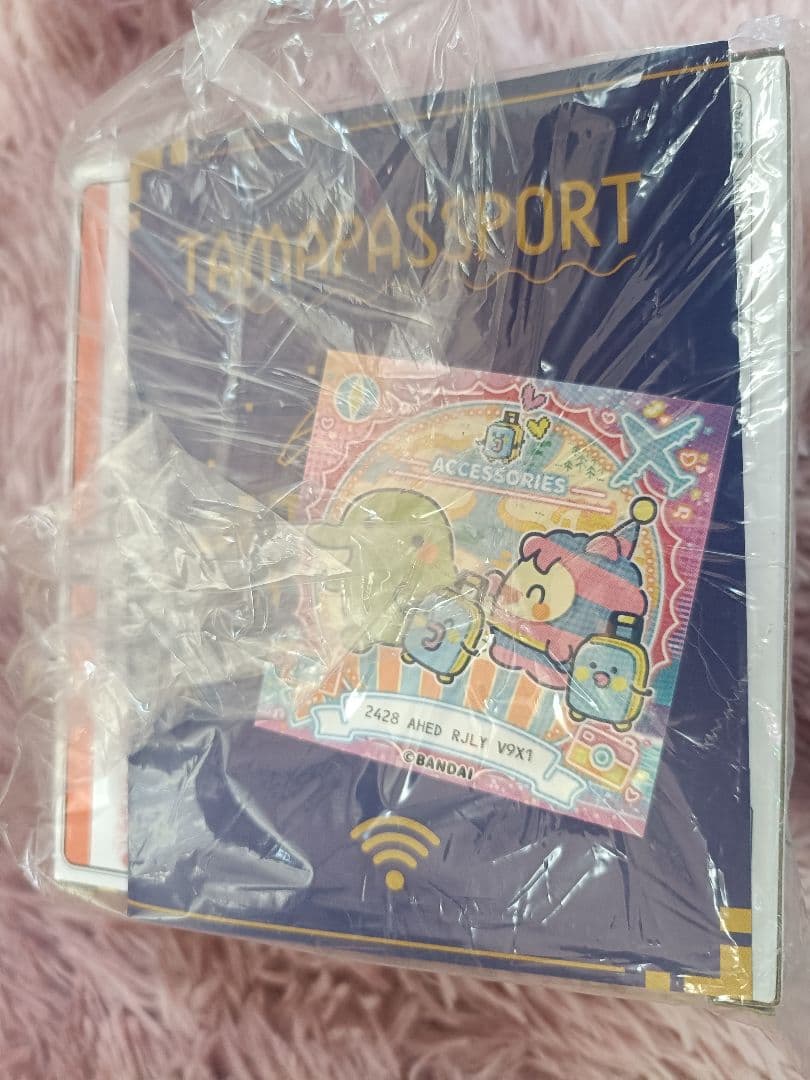 TAMAPASSPORT
ACCESSORIES
2428 AHED RJLY V9X1
©BANDAI